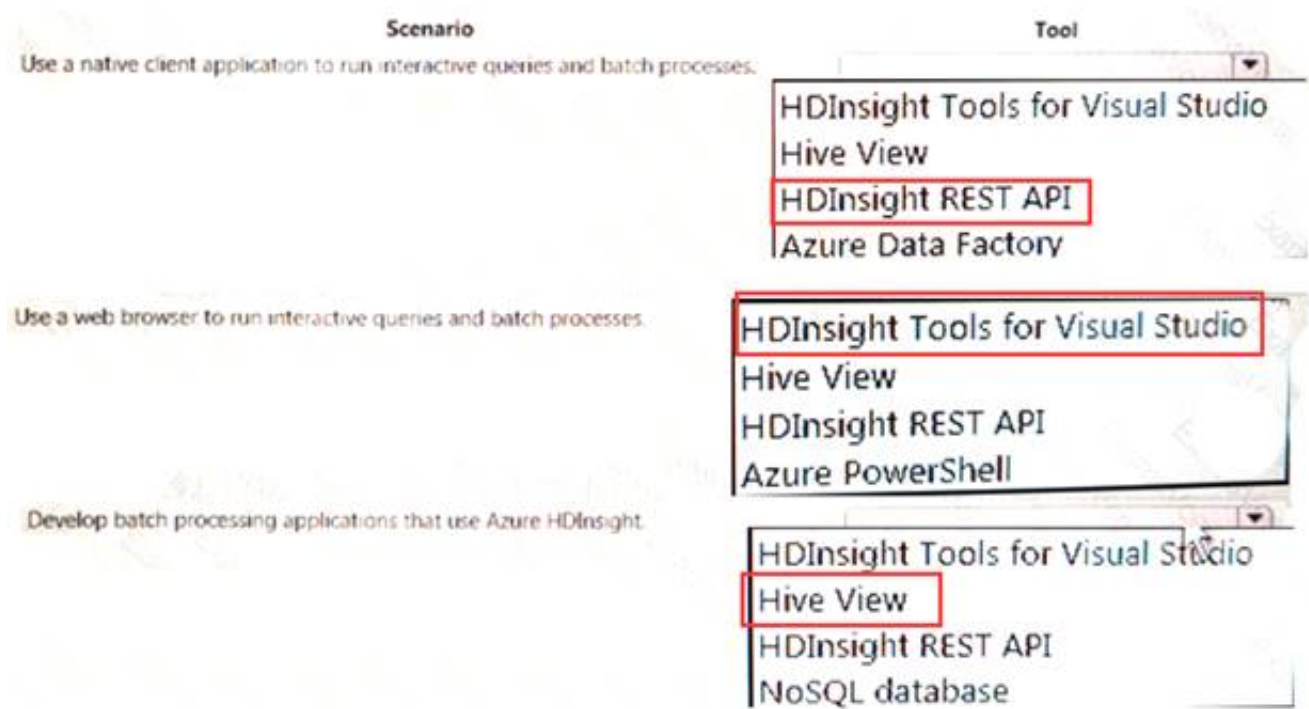 Scenario Tool
Use a native client application to run interactive queries and batch processes.
HDInsight Tools for Visual Studio
Hive View
HDInsight REST API
Azure Data Factory
Use a web browser to run interactive queries and batch processes.
HDInsight Tools for Visual Studio
Hive View
HDInsight REST API
Azure PowerShell
Develop batch processing applications that use Azure HDInsight.
HDInsight Tools for Visual Studio
Hive View
HDInsight REST API
NoSQL database